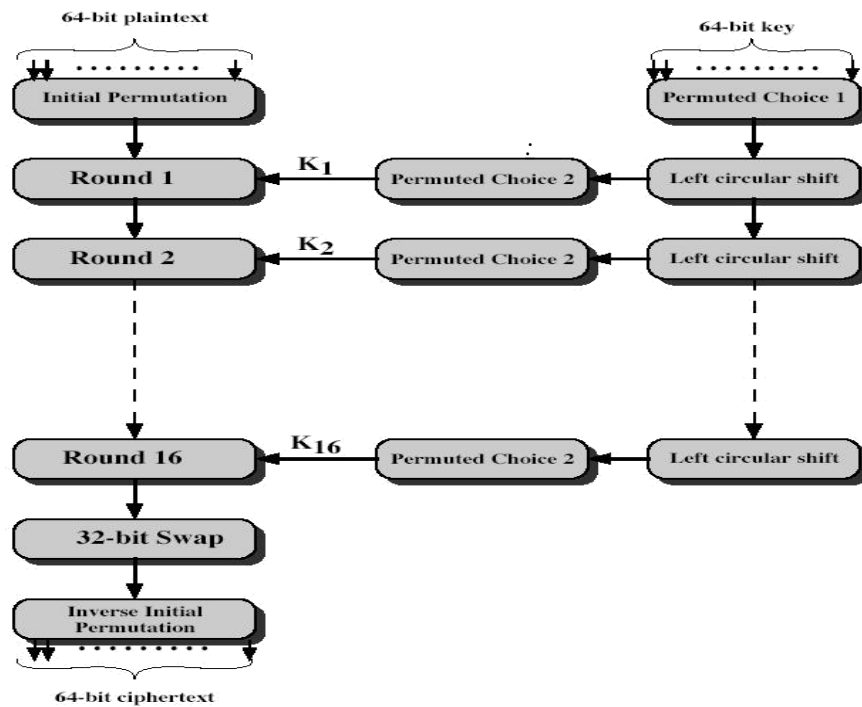 64-bit plaintext
64-bit key
Initial Permutation
Permuted Choice 1
Round 1
K1
Permuted Choice 2
Left circular shift
Round 2
K2
Permuted Choice 2
Left circular shift
Round 16
K16
Permuted Choice 2
Left circular shift
32-bit Swap
Inverse Initial
Permutation
64-bit ciphertext